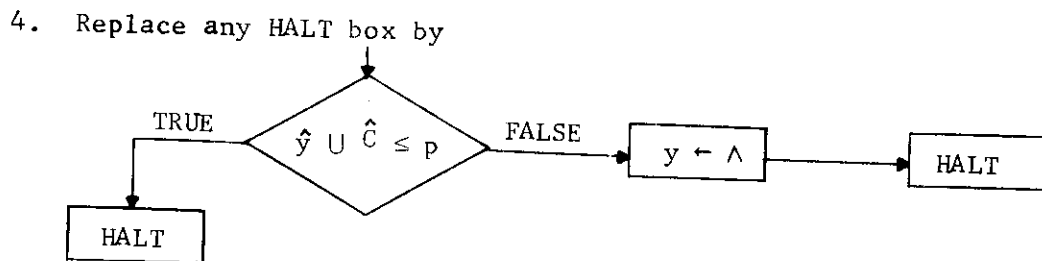 4. Replace any HALT box by
TRUE
ŷ ∪ Ĉ ≤ p
FALSE
y ← Λ
HALT
HALT